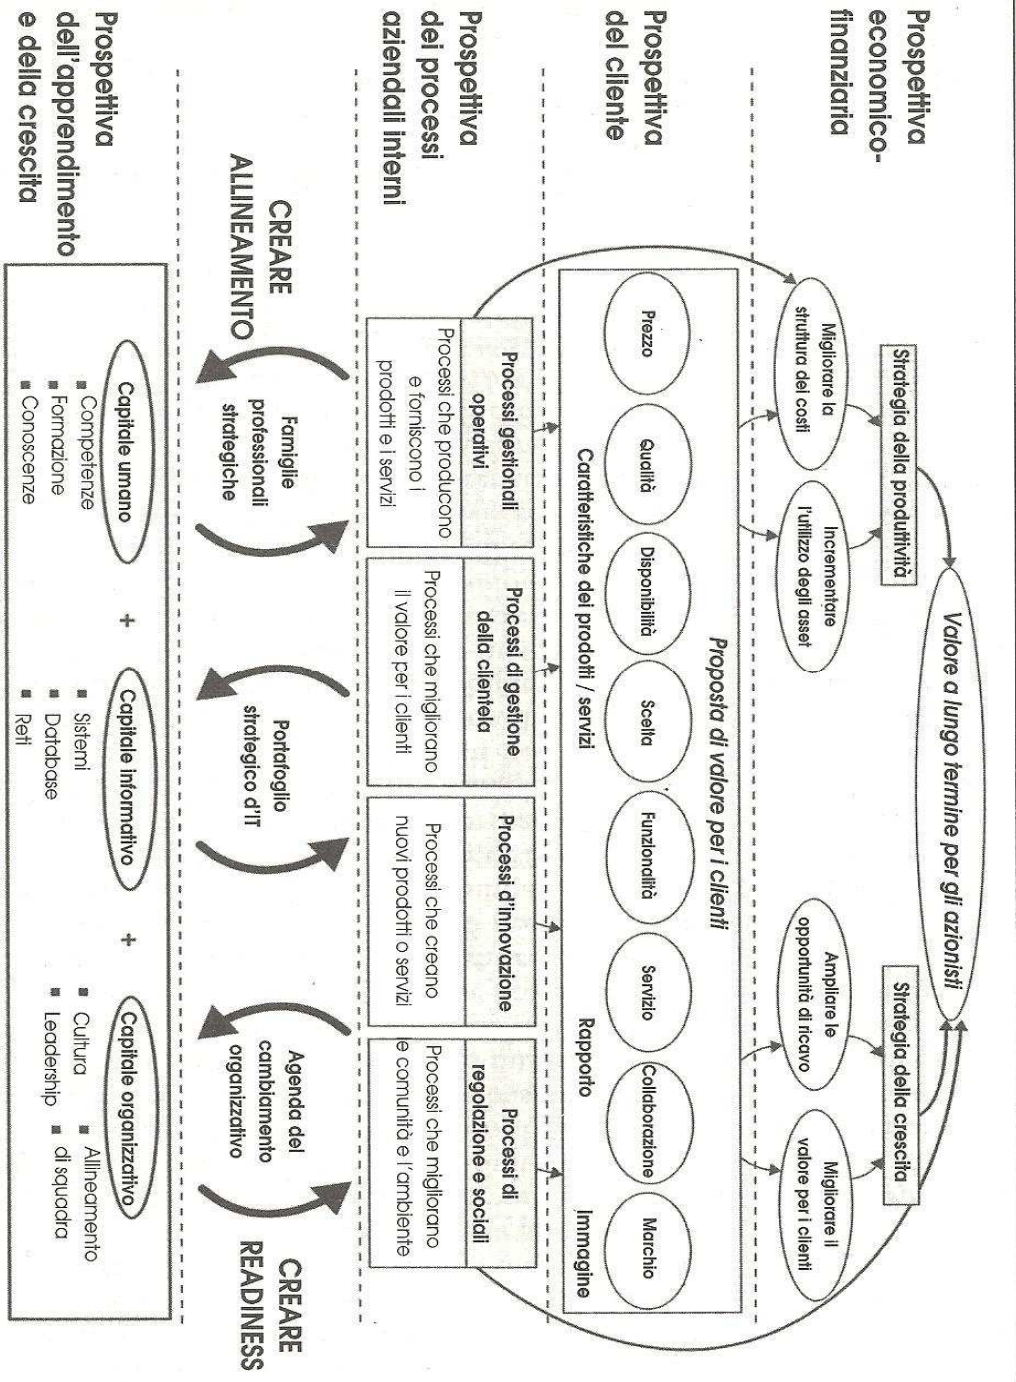 Prospettiva
economico-
finanziaria
Valore a lungo termine per gli azionisti
Strategia della produttività
Strategia della crescita
Migliorare la
struttura dei costi
Incrementare
l'utilizzo degli asset
Ampliare le
opportunità di ricavo
Migliorare il
valore per i clienti
Prospettiva
del cliente
Proposta di valore per i clienti
Prezzo
Qualità
Disponibilità
Scelta
Funzionalità
Servizio
Collaborazione
Marchio
Caratteristiche dei prodotti / servizi
Rapporto
Immagine
Prospettiva
dei processi
aziendali interni
Processi gestionali
operativi
Processi che producono
e forniscono i
prodotti e i servizi
Processi di gestione
della clientela
Processi che migliorano
il valore per i clienti
Processi d'innovazione
Processi che creano
nuovi prodotti o servizi
Processi di
regolazione e sociali
Processi che migliorano
e comunità e l'ambiente
CREARE
ALLINEAMENTO
Famiglie
professionali
strategiche
Portafoglio
strategico d'IT
Agenda del
cambiamento
organizzativo
CREARE
READINESS
Prospettiva
dell'apprendimento
e della crescita
Capitale umano
■ Competenze
■ Formazione
■ Conoscenze
+
Capitale informativo
■ Sistemi
■ Database
■ Reti
+
Capitale organizzativo
■ Cultura ■ Allineamento
■ Leadership ■ di squadra